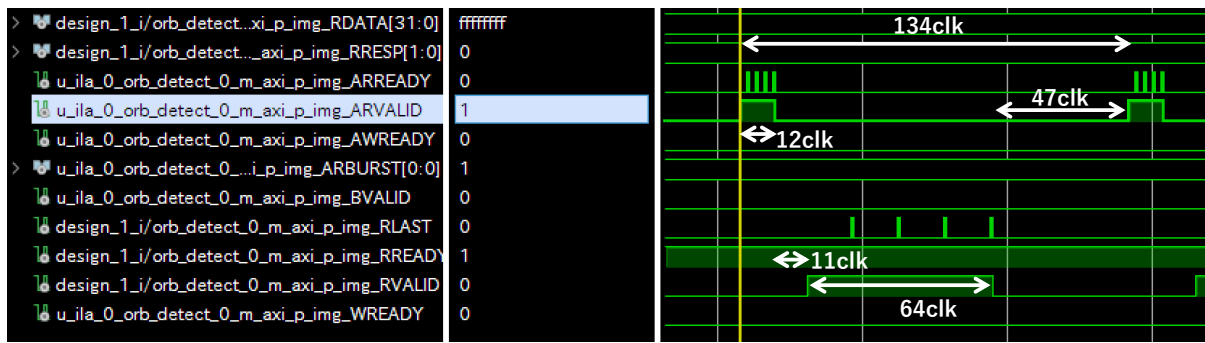 design_1_i/orb_detect...xi_p_img_RDATA[31:0] ffffffff
design_1_i/orb_detect..._axi_p_img_RRESP[1:0] 0
u_ila_0_orb_detect_0_m_axi_p_img_ARREADY 0
u_ila_0_orb_detect_0_m_axi_p_img_ARVALID 1
u_ila_0_orb_detect_0_m_axi_p_img_AWREADY 0
u_ila_0_orb_detect_0_...i_p_img_ARBURST[0:0] 1
u_ila_0_orb_detect_0_m_axi_p_img_BVALID 0
design_1_i/orb_detect_0_m_axi_p_img_RLAST 0
design_1_i/orb_detect_0_m_axi_p_img_RREADY 1
design_1_i/orb_detect_0_m_axi_p_img_RVALID 0
u_ila_0_orb_detect_0_m_axi_p_img_WREADY 0
134clk
47clk
12clk
11clk
64clk